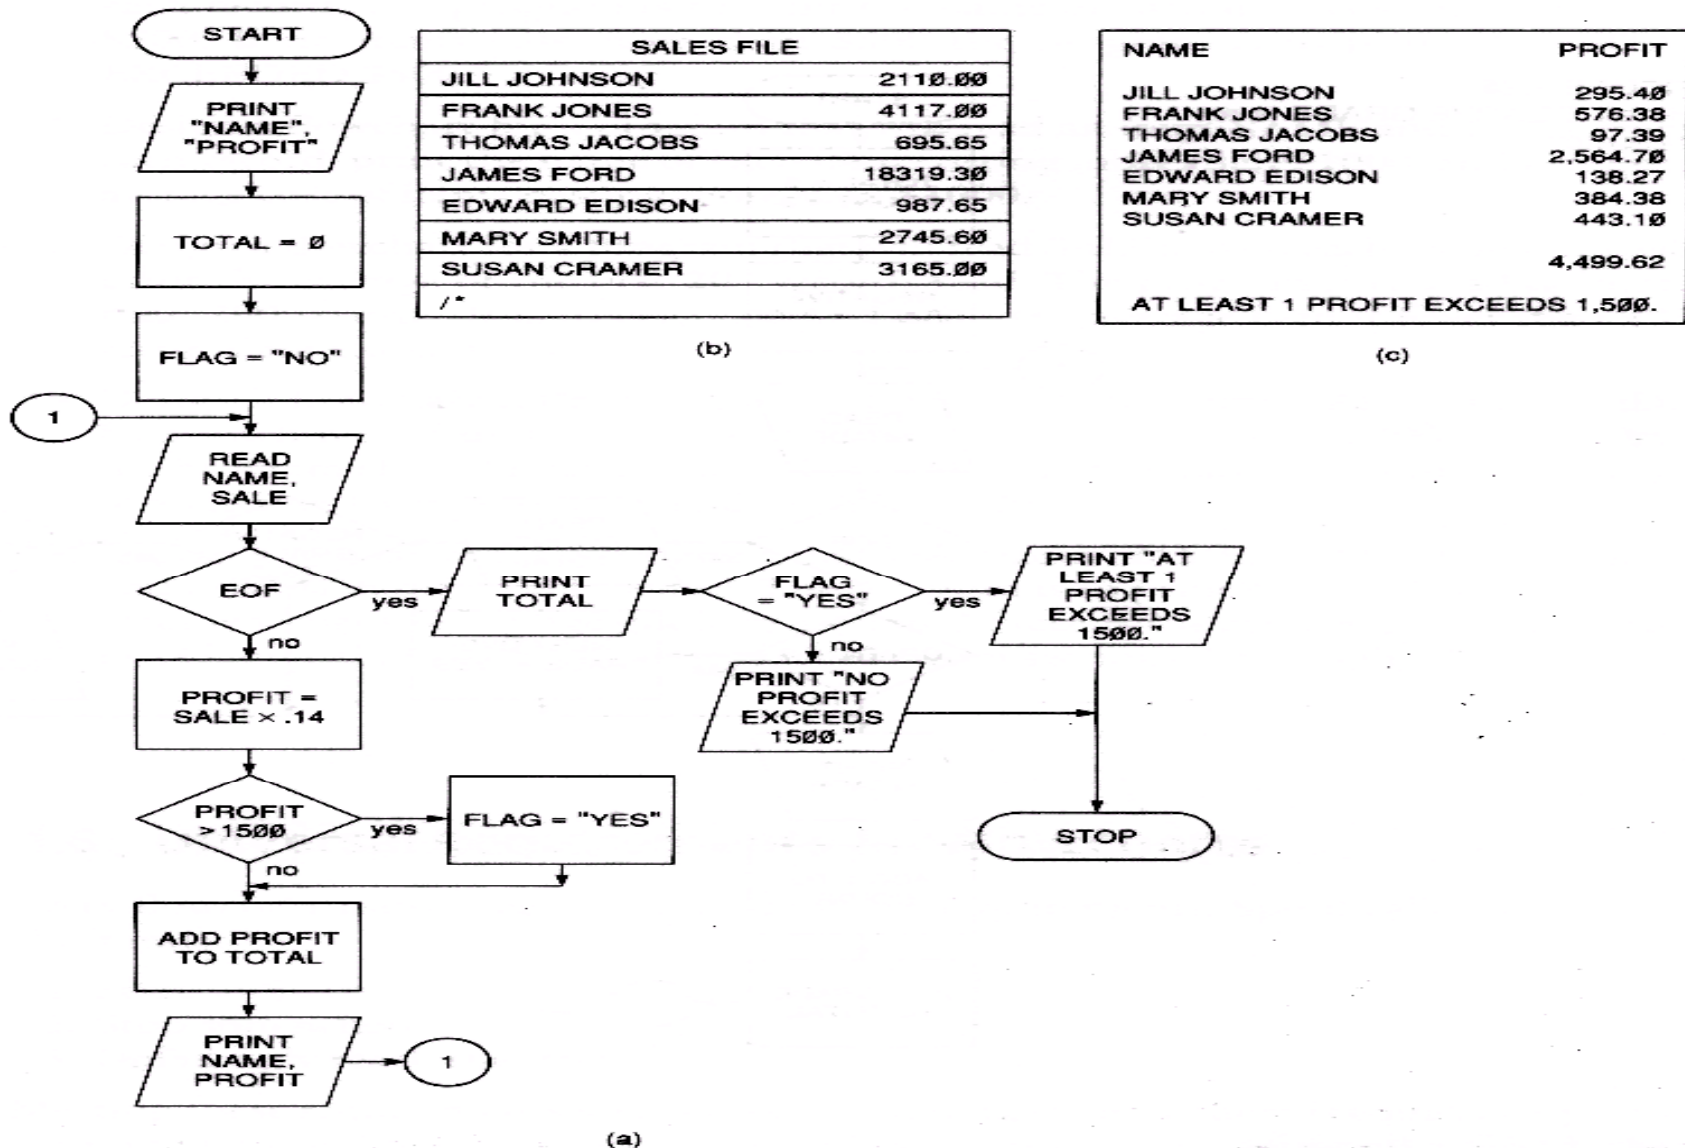 START
PRINT
"NAME",
"PROFIT"
TOTAL = Ø
FLAG = "NO"
1
READ
NAME,
SALE
EOF
yes
no
PRINT
TOTAL
FLAG
= "YES"
yes
no
PRINT "AT
LEAST 1
PROFIT
EXCEEDS
15ØØ."
PRINT "NO
PROFIT
EXCEEDS
15ØØ."
STOP
PROFIT =
SALE × .14
PROFIT
> 15ØØ
yes
no
FLAG = "YES"
ADD PROFIT
TO TOTAL
PRINT
NAME,
PROFIT
1
(a)
SALES FILE
JILL JOHNSON 211Ø.ØØ
FRANK JONES 4117.ØØ
THOMAS JACOBS 695.65
JAMES FORD 18319.3Ø
EDWARD EDISON 987.65
MARY SMITH 2745.6Ø
SUSAN CRAMER 3165.ØØ
/*
(b)
NAME PROFIT
JILL JOHNSON 295.4Ø
FRANK JONES 576.38
THOMAS JACOBS 97.39
JAMES FORD 2,564.7Ø
EDWARD EDISON 138.27
MARY SMITH 384.38
SUSAN CRAMER 443.1Ø
4,499.62
AT LEAST 1 PROFIT EXCEEDS 1,5ØØ.
(c)